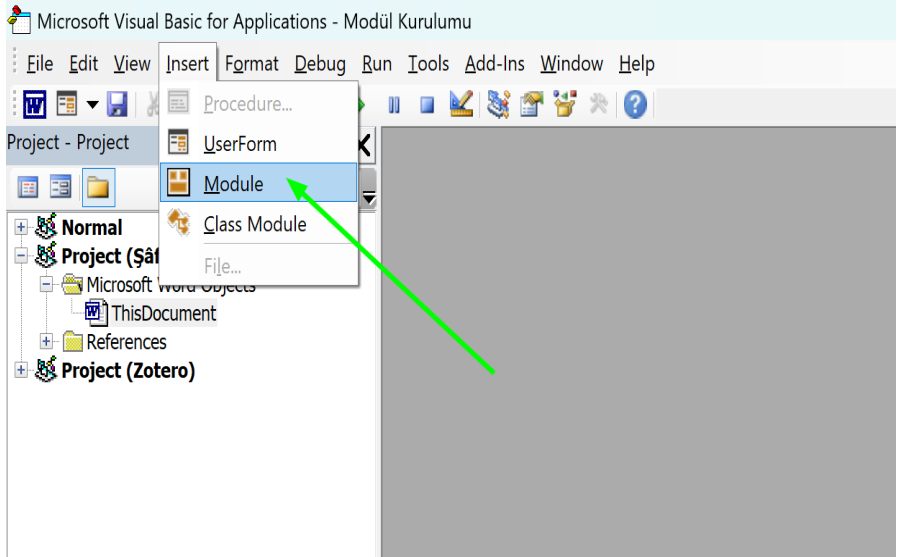 Microsoft Visual Basic for Applications - Modül Kurulumu
File Edit View Insert Format Debug Run Tools Add-Ins Window Help
Procedure...
Project - Project
UserForm
Module
Class Module
File...
Normal
Project (Şâf
Microsoft Word Objects
ThisDocument
References
Project (Zotero)